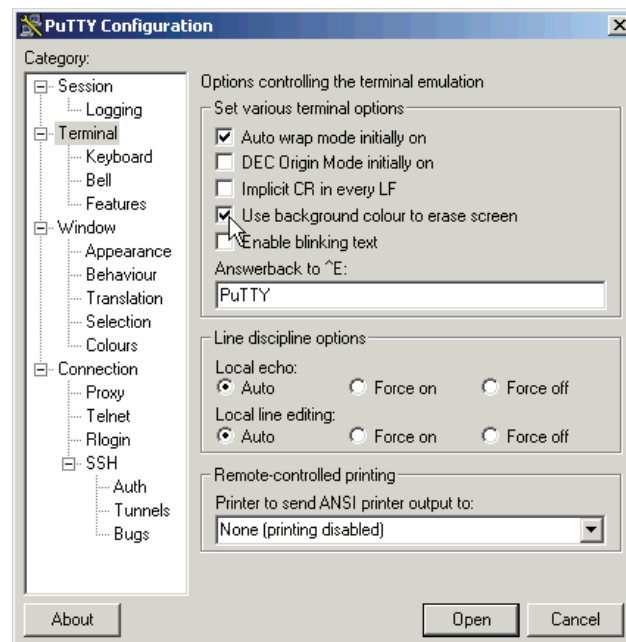 PuTTY Configuration
Category:
Session
Logging
Terminal
Keyboard
Bell
Features
Window
Appearance
Behaviour
Translation
Selection
Colours
Connection
Proxy
Telnet
Rlogin
SSH
Auth
Tunnels
Bugs
Options controlling the terminal emulation
Set various terminal options
Auto wrap mode initially on
DEC Origin Mode initially on
Implicit CR in every LF
Use background colour to erase screen
Enable blinking text
Answerback to ^E:
PuTTY
Line discipline options
Local echo:
Auto Force on Force off
Local line editing:
Auto Force on Force off
Remote-controlled printing
Printer to send ANSI printer output to:
None (printing disabled)
About Open Cancel